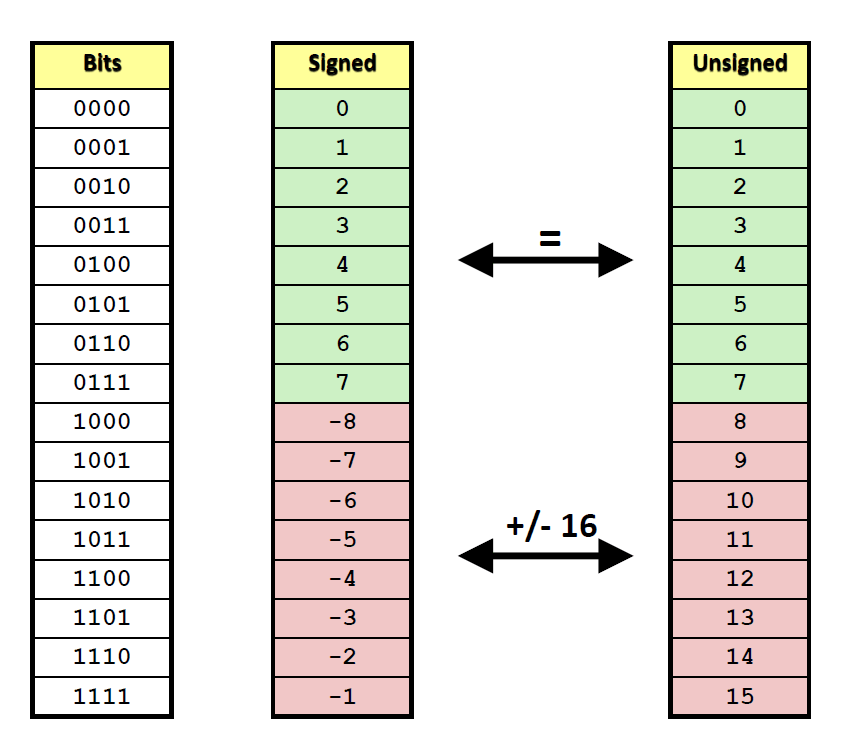 Bits Signed Unsigned
0000 0 0
0001 1 1
0010 2 2
0011 3 3
=
0100 4 4
0101 5 5
0110 6 6
0111 7 7
1000 -8 8
1001 -7 9
1010 -6 10
+/- 16
1011 -5 11
1100 -4 12
1101 -3 13
1110 -2 14
1111 -1 15